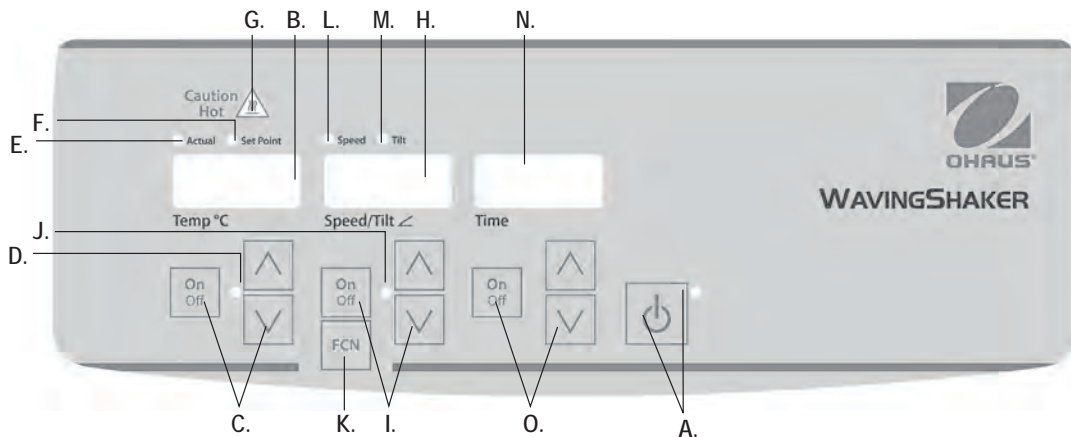 G. B. L. M. H. N.
Caution
Hot
F.
E.
Actual Set Point Speed Tilt
OHAUS®
WAVINGSHAKER
Temp °C Speed/Tilt ∠ Time
J.
D.
On
Off
On
Off
On
Off
FCN
C. K. I. O. A.